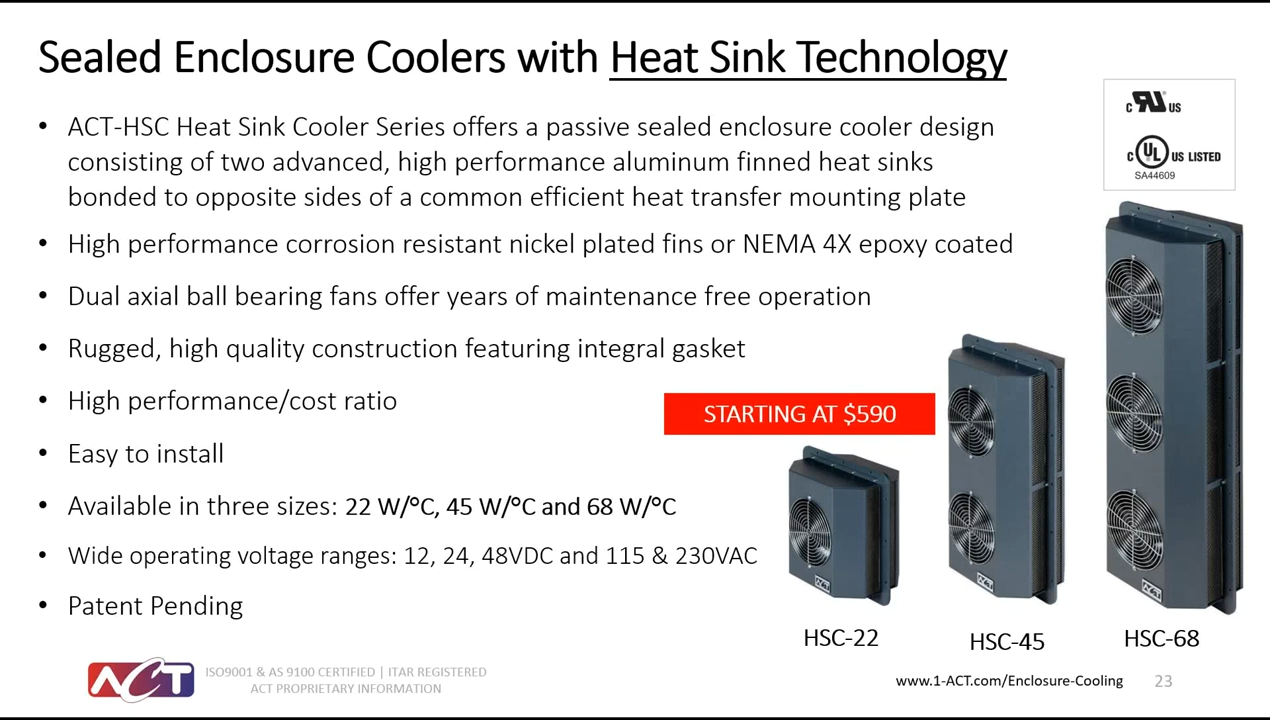 Sealed Enclosure Coolers with Heat Sink Technology
• ACT-HSC Heat Sink Cooler Series offers a passive sealed enclosure cooler design
consisting of two advanced, high performance aluminum finned heat sinks
bonded to opposite sides of a common efficient heat transfer mounting plate
• High performance corrosion resistant nickel plated fins or NEMA 4X epoxy coated
• Dual axial ball bearing fans offer years of maintenance free operation
• Rugged, high quality construction featuring integral gasket
• High performance/cost ratio
• Easy to install
• Available in three sizes: 22 W/°C, 45 W/°C and 68 W/°C
• Wide operating voltage ranges: 12, 24, 48VDC and 115 & 230VAC
• Patent Pending
STARTING AT $590
C RU ® US
C UL US LISTED
SA44609
ACT
ACT
ACT
HSC-22
HSC-45
HSC-68
ACT
ISO9001 & AS 9100 CERTIFIED | ITAR REGISTERED
ACT PROPRIETARY INFORMATION
www.1-ACT.com/Enclosure-Cooling
23